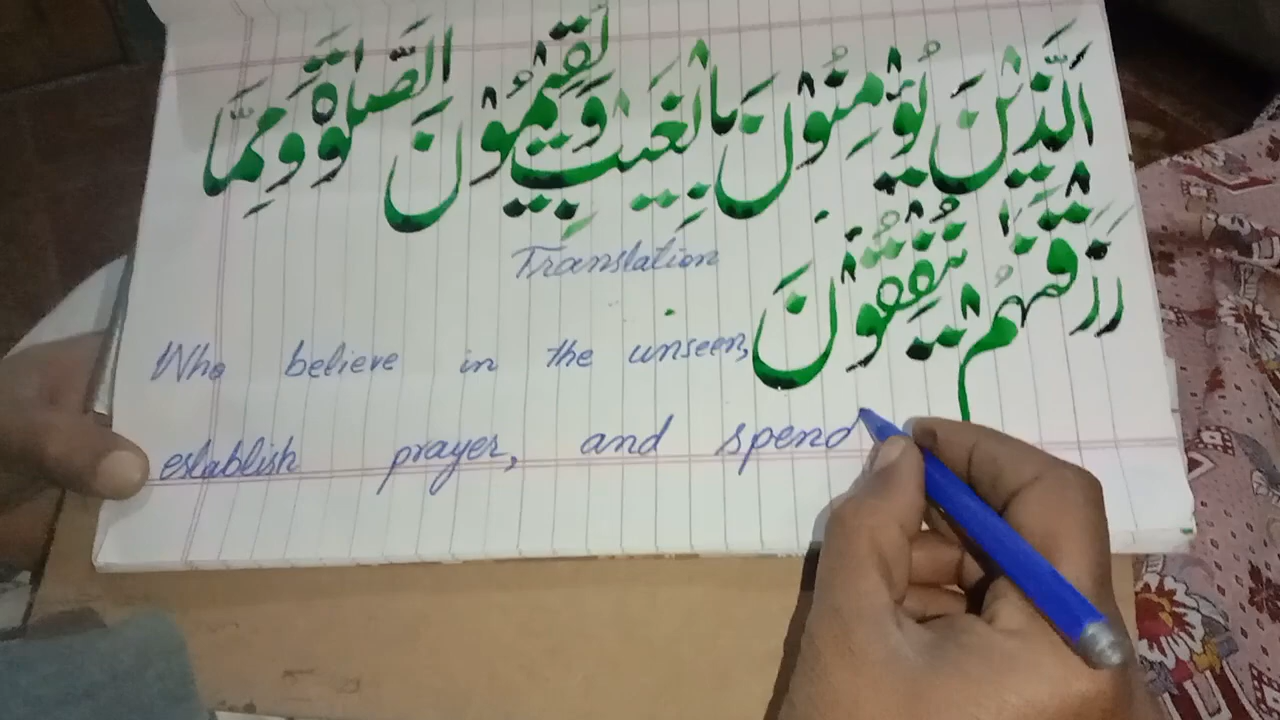 الَّذِيْنَ يُؤْمِنُوْنَ بِالْغَيْبِ وَيُقِيْمُوْنَ الصَّلٰوةَ وَمِمَّا
رَزَقْنٰهُمْ يُنْفِقُوْنَ
Translation
Who believe in the unseen,
establish prayer, and spend